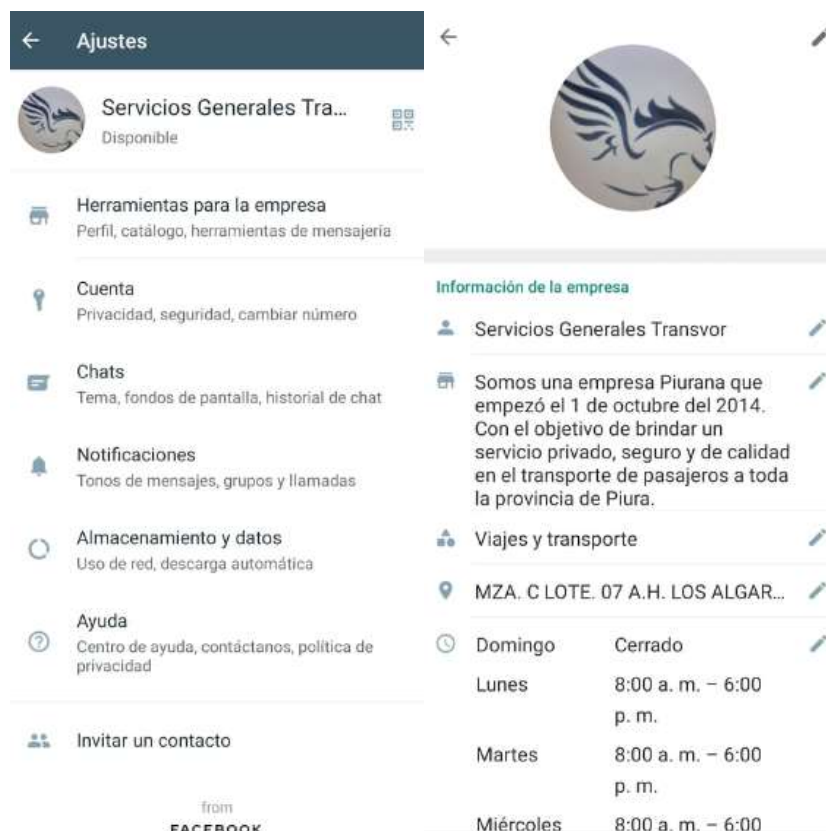 Ajustes
Servicios Generales Tra...
Disponible
Herramientas para la empresa
Perfil, catálogo, herramientas de mensajería
Cuenta
Privacidad, seguridad, cambiar número
Chats
Tema, fondos de pantalla, historial de chat
Notificaciones
Tonos de mensajes, grupos y llamadas
Almacenamiento y datos
Uso de red, descarga automática
Ayuda
Centro de ayuda, contáctanos, política de
privacidad
Invitar un contacto
from
FACEBOOK
Información de la empresa
Servicios Generales Transvor
Somos una empresa Piurana que
empezó el 1 de octubre del 2014.
Con el objetivo de brindar un
servicio privado, seguro y de calidad
en el transporte de pasajeros a toda
la provincia de Piura.
Viajes y transporte
MZA. C LOTE. 07 A.H. LOS ALGAR...
Domingo Cerrado
Lunes 8:00 a. m. – 6:00
p. m.
Martes 8:00 a. m. – 6:00
p. m.
Miércoles 8:00 a. m. – 6:00